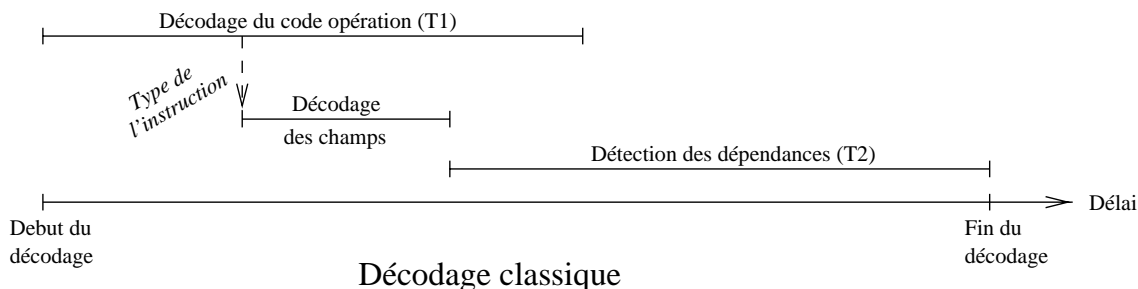 Décodage du code opération (T1)
Type de
l'instruction
Décodage
des champs
Détection des dépendances (T2)
Délai
Debut du
décodage
Fin du
décodage
Décodage classique